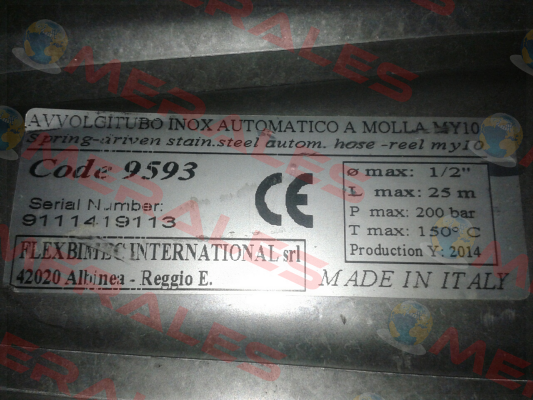 AVVOLGITUBO INOX AUTOMATICO A MOLLA MY10
Spring-driven stain.steel autom. hose -reel my10
Code 9593
Serial Number:
9111419113
FLEXBIMEC INTERNATIONAL srl
42020 Albinea - Reggio E.
CE
ø max: 1/2"
L max: 25 m
P max: 200 bar
T max: 150° C
Production Y: 2014
MADE IN ITALY
MERALES